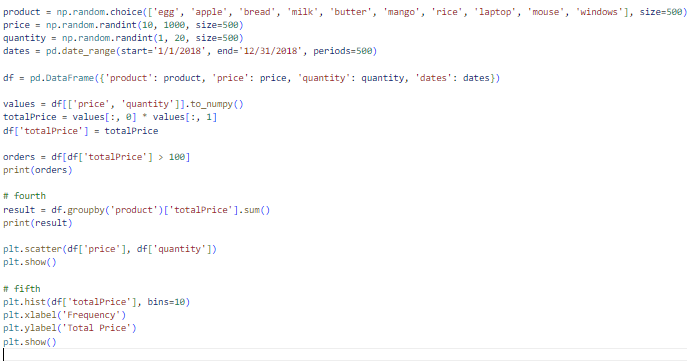 product = np.random.choice(['egg', 'apple', 'bread', 'milk', 'butter', 'mango', 'rice', 'laptop', 'mouse', 'windows'], size=500)
price = np.random.randint(10, 1000, size=500)
quantity = np.random.randint(1, 20, size=500)
dates = pd.date_range(start='1/1/2018', end='12/31/2018', periods=500)

df = pd.DataFrame({'product': product, 'price': price, 'quantity': quantity, 'dates': dates})

values = df[['price', 'quantity']].to_numpy()
totalPrice = values[:, 0] * values[:, 1]
df['totalPrice'] = totalPrice

orders = df[df['totalPrice'] > 100]
print(orders)

# fourth
result = df.groupby('product')['totalPrice'].sum()
print(result)

plt.scatter(df['price'], df['quantity'])
plt.show()

# fifth
plt.hist(df['totalPrice'], bins=10)
plt.xlabel('Frequency')
plt.ylabel('Total Price')
plt.show()